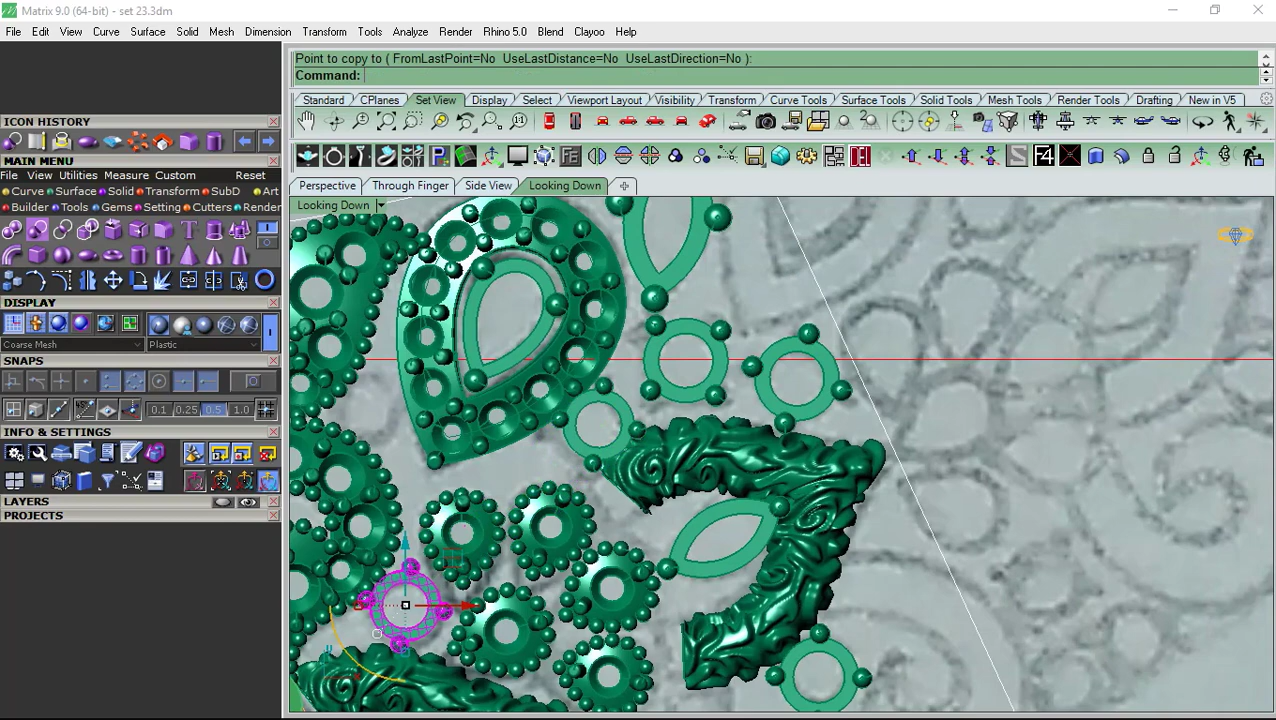 Matrix 9.0 (64-bit) - set 23.3dm
File Edit View Curve Surface Solid Mesh Dimension Transform Tools Analyze Render Rhino 5.0 Blend Clayoo Help
Point to copy to ( FromLastPoint=No UseLastDistance=No UseLastDirection=No ):
Command:
Standard CPlanes Set View Display Select Viewport Layout Visibility Transform Curve Tools Surface Tools Solid Tools Mesh Tools Render Tools Drafting New in V5
ICON HISTORY
MAIN MENU
File View Utilities Measure Custom Reset
Curve Surface Solid Transform SubD Art
Builder Tools Gems Setting Cutters Render
Perspective Through Finger Side View Looking Down
Looking Down
DISPLAY
Coarse Mesh Plastic
SNAPS
0.1 0.25 0.5 1.0
INFO & SETTINGS
LAYERS
PROJECTS